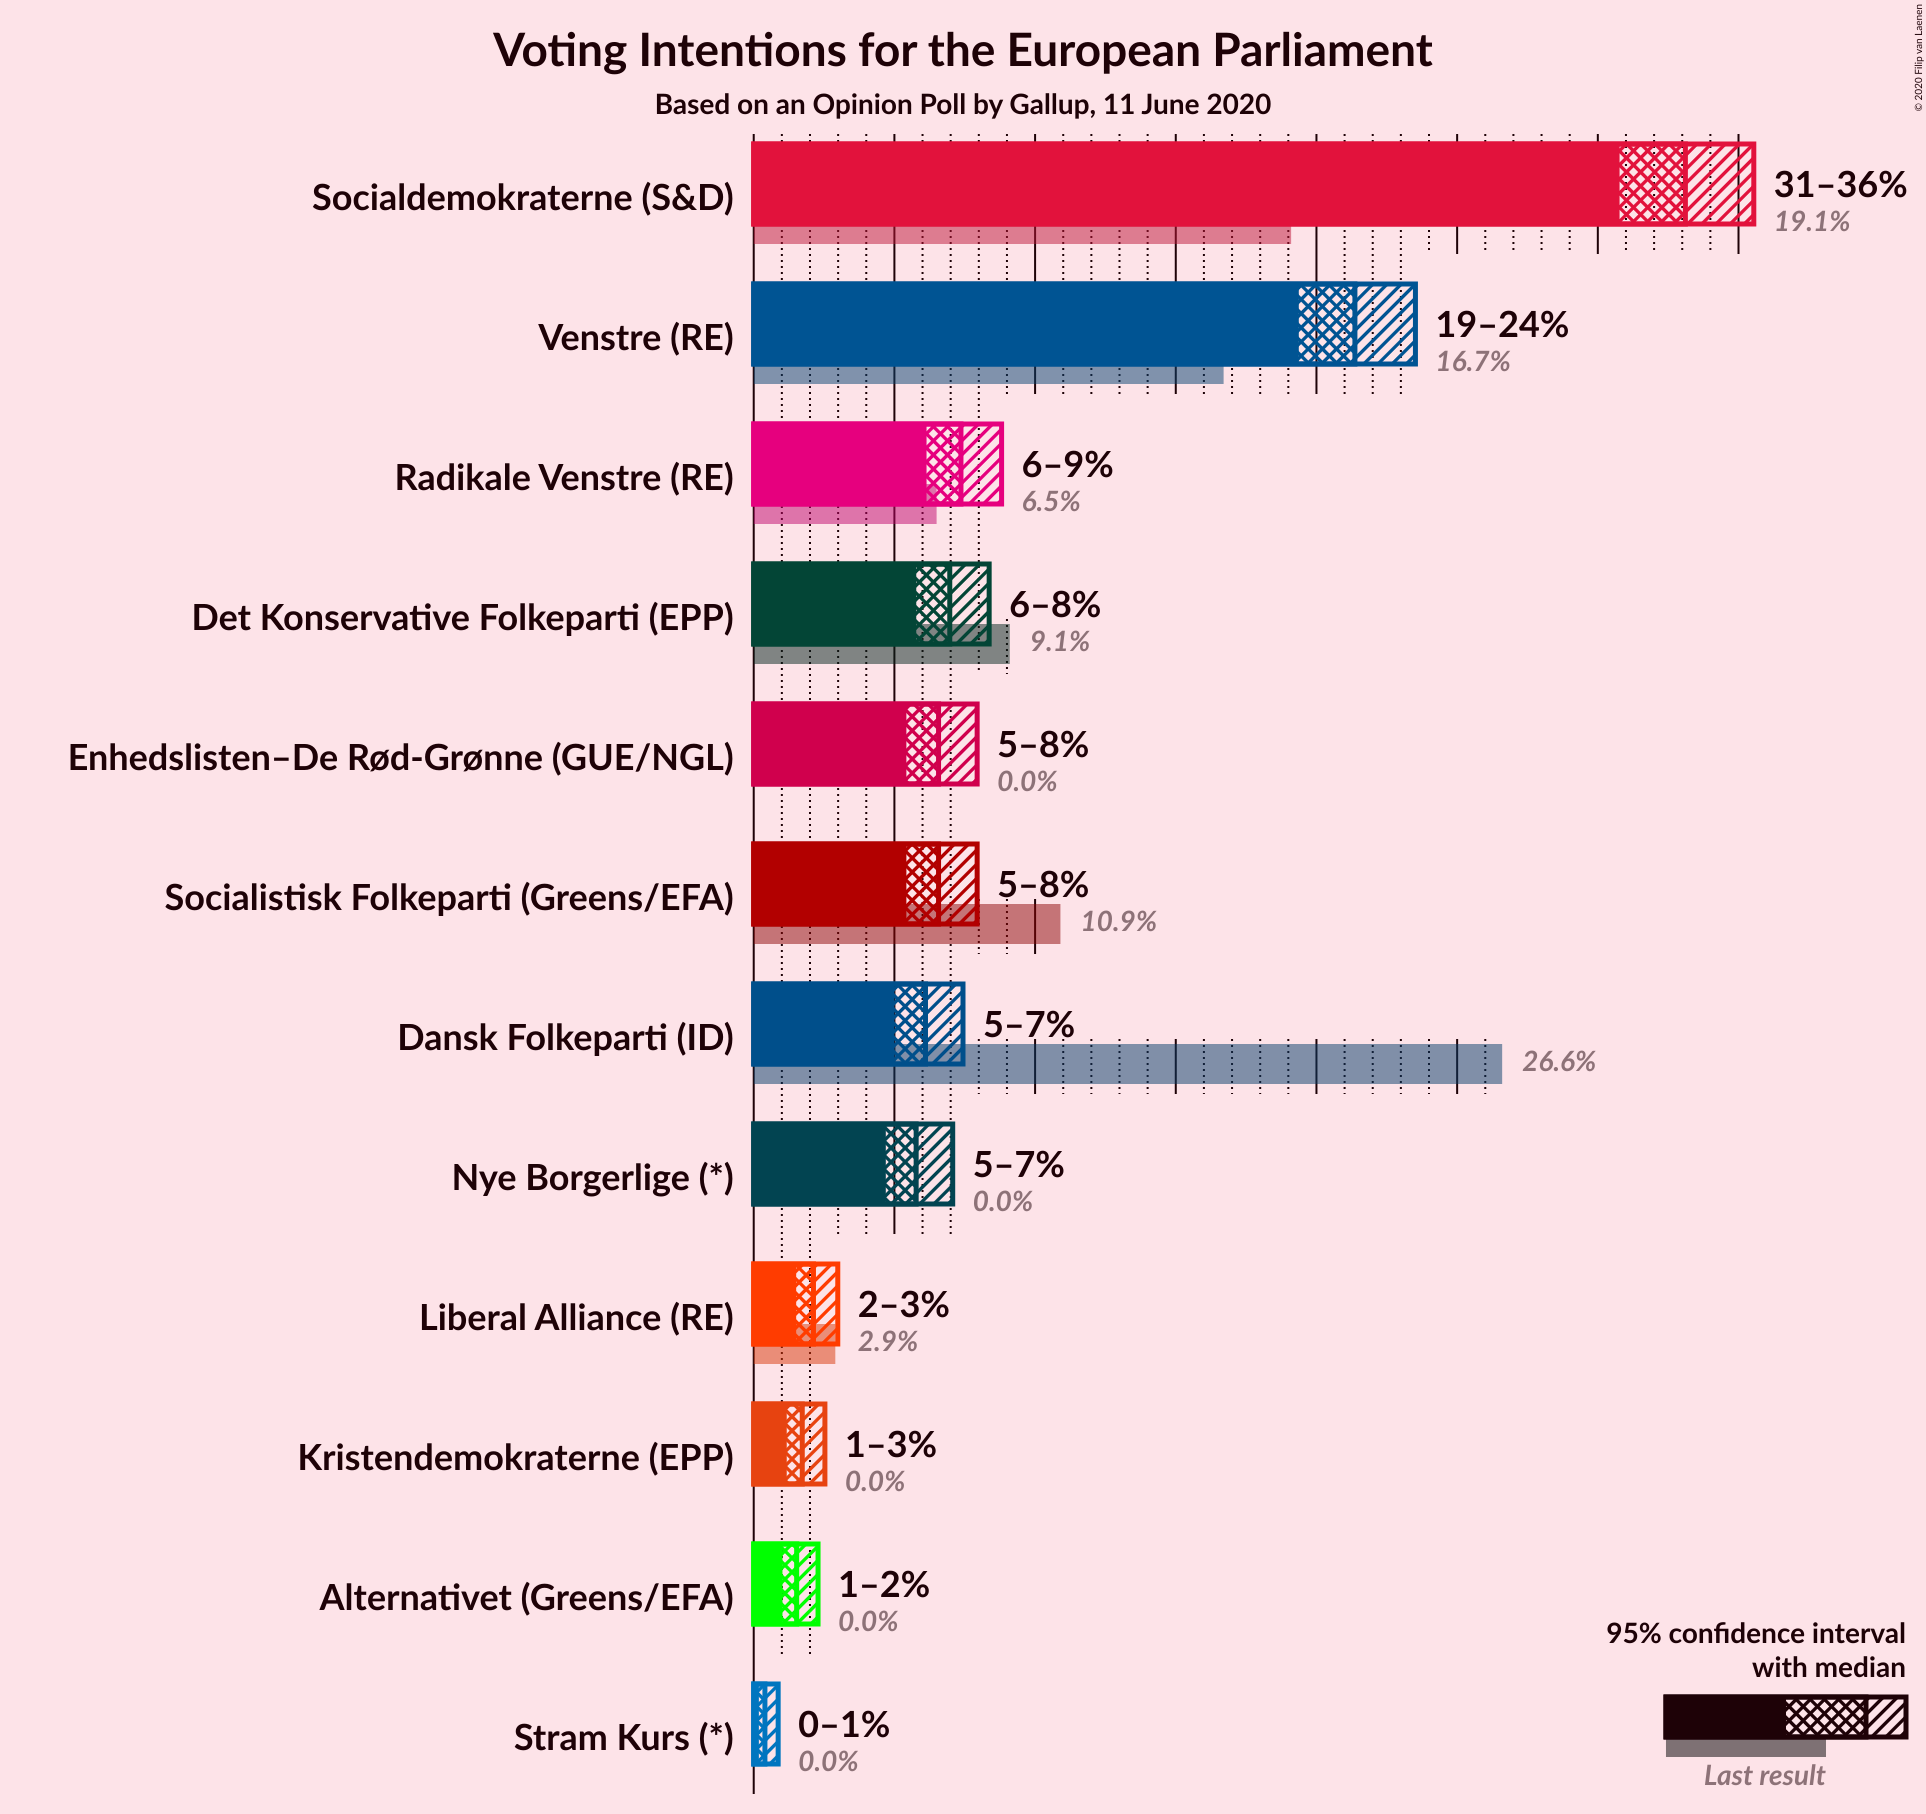 © 2020 Filip van Laenen
Voting Intentions for the European Parliament
Based on an Opinion Poll by Gallup, 11 June 2020
Socialdemokraterne (S&D)
31–36%
19.1%
Venstre (RE)
19–24%
16.7%
Radikale Venstre (RE)
6–9%
6.5%
Det Konservative Folkeparti (EPP)
6–8%
9.1%
Enhedslisten–De Rød-Grønne (GUE/NGL)
5–8%
0.0%
Socialistisk Folkeparti (Greens/EFA)
5–8%
10.9%
Dansk Folkeparti (ID)
5–7%
26.6%
Nye Borgerlige (*)
5–7%
0.0%
Liberal Alliance (RE)
2–3%
2.9%
Kristendemokraterne (EPP)
1–3%
0.0%
Alternativet (Greens/EFA)
1–2%
0.0%
Stram Kurs (*)
0–1%
0.0%
95% confidence interval
with median
Last result